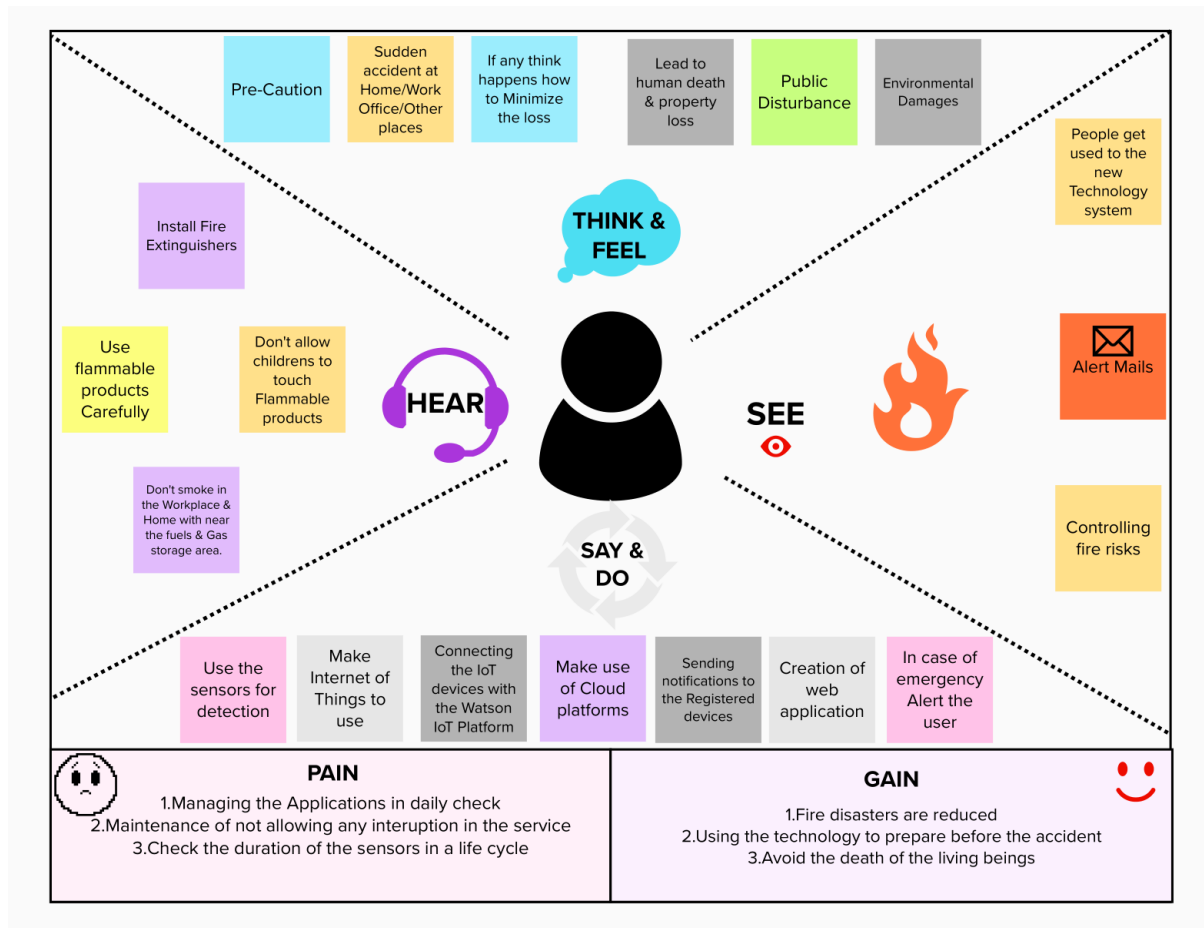 Pre-Caution
Sudden
accident at
Home/Work
Office/Other
places
If any think
happens how
to Minimize
the loss
Lead to
human death
& property
loss
Public
Disturbance
Environmental
Damages
People get
used to the
new
Technology
system
Install Fire
Extinguishers
THINK &
FEEL
Use
flammable
products
Carefully
Don't allow
childrens to
touch
Flammable
products
HEAR
SEE
Alert Mails
Don't smoke in
the Workplace &
Home with near
the fuels & Gas
storage area.
Controlling
fire risks
SAY &
DO
Use the
sensors for
detection
Make
Internet of
Things to
use
Connecting
the IoT
devices with
the Watson
IoT Platform
Make use
of Cloud
platforms
Sending
notifications to
the Registered
devices
Creation of
web
application
In case of
emergency
Alert the
user
PAIN
1.Managing the Applications in daily check
2.Maintenance of not allowing any interuption in the service
3.Check the duration of the sensors in a life cycle
GAIN
1.Fire disasters are reduced
2.Using the technology to prepare before the accident
3.Avoid the death of the living beings